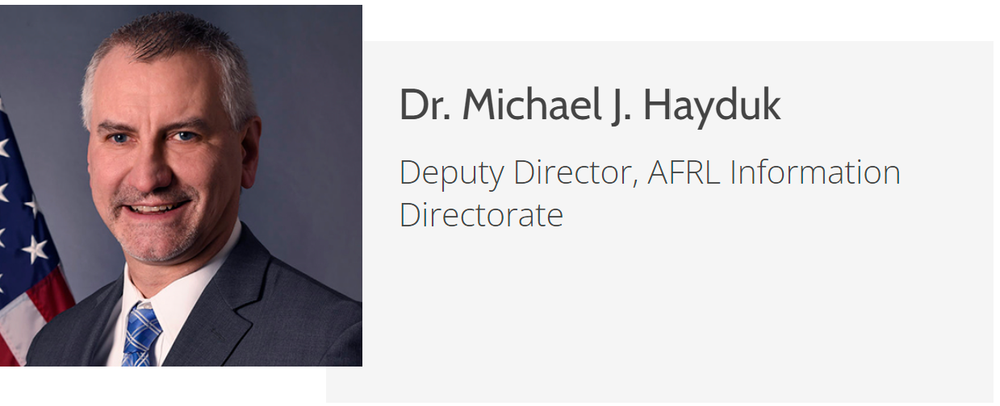 Dr. Michael J. Hayduk
Deputy Director, AFRL Information
Directorate